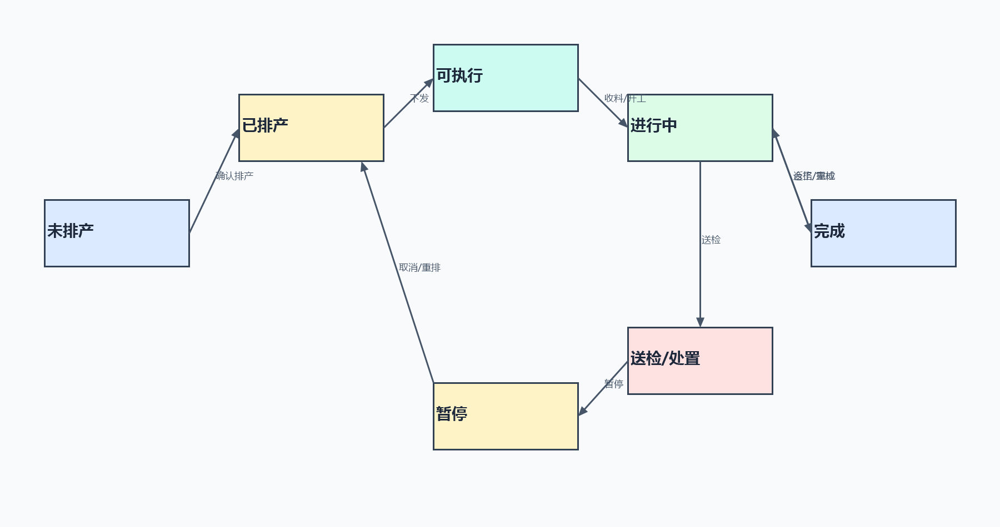 可执行
下发
收料/开工
已排产
进行中
确认排产
未排产
完成
送检
取消/重排
送检/处置
暂停
暂停